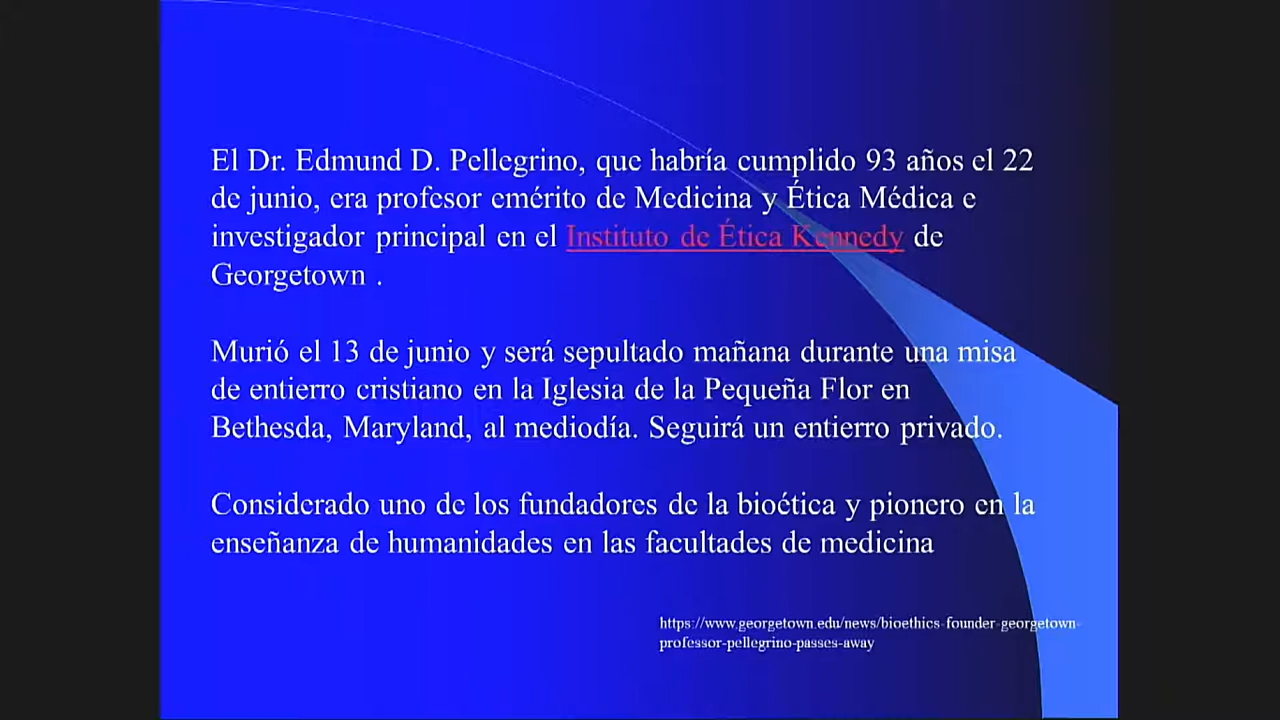 El Dr. Edmund D. Pellegrino, que habría cumplido 93 años el 22
de junio, era profesor emérito de Medicina y Ética Médica e
investigador principal en el Instituto de Ética Kennedy de
Georgetown .
Murió el 13 de junio y será sepultado mañana durante una misa
de entierro cristiano en la Iglesia de la Pequeña Flor en
Bethesda, Maryland, al mediodía. Seguirá un entierro privado.
Considerado uno de los fundadores de la bioética y pionero en la
enseñanza de humanidades en las facultades de medicina
https://www.georgetown.edu/news/bioethics-founder-georgetown-
professor-pellegrino-passes-away